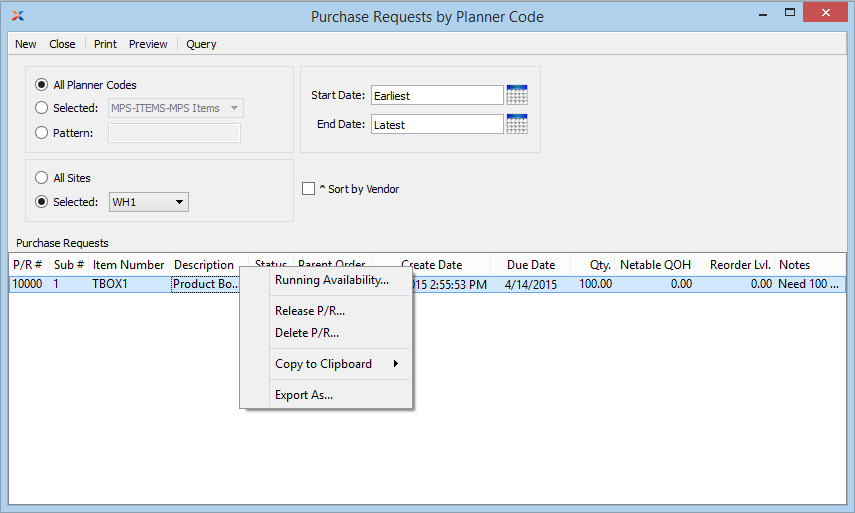 Purchase Requests by Planner Code
New Close Print Preview Query
All Planner Codes
Selected: MPS-ITEMS-MPS Items
Pattern:
Start Date: Earliest
End Date: Latest
All Sites
Selected: WH1
^ Sort by Vendor
Purchase Requests
P/R # Sub # Item Number Description Status Parent Order Create Date Due Date Qty. Netable QOH Reorder Lvl. Notes
10000 1 TBOX1 Product Bo... 015 2:55:53 PM 4/14/2015 100.00 0.00 0.00 Need 100 ...
Running Availability...
Release P/R...
Delete P/R...
Copy to Clipboard
Export As...